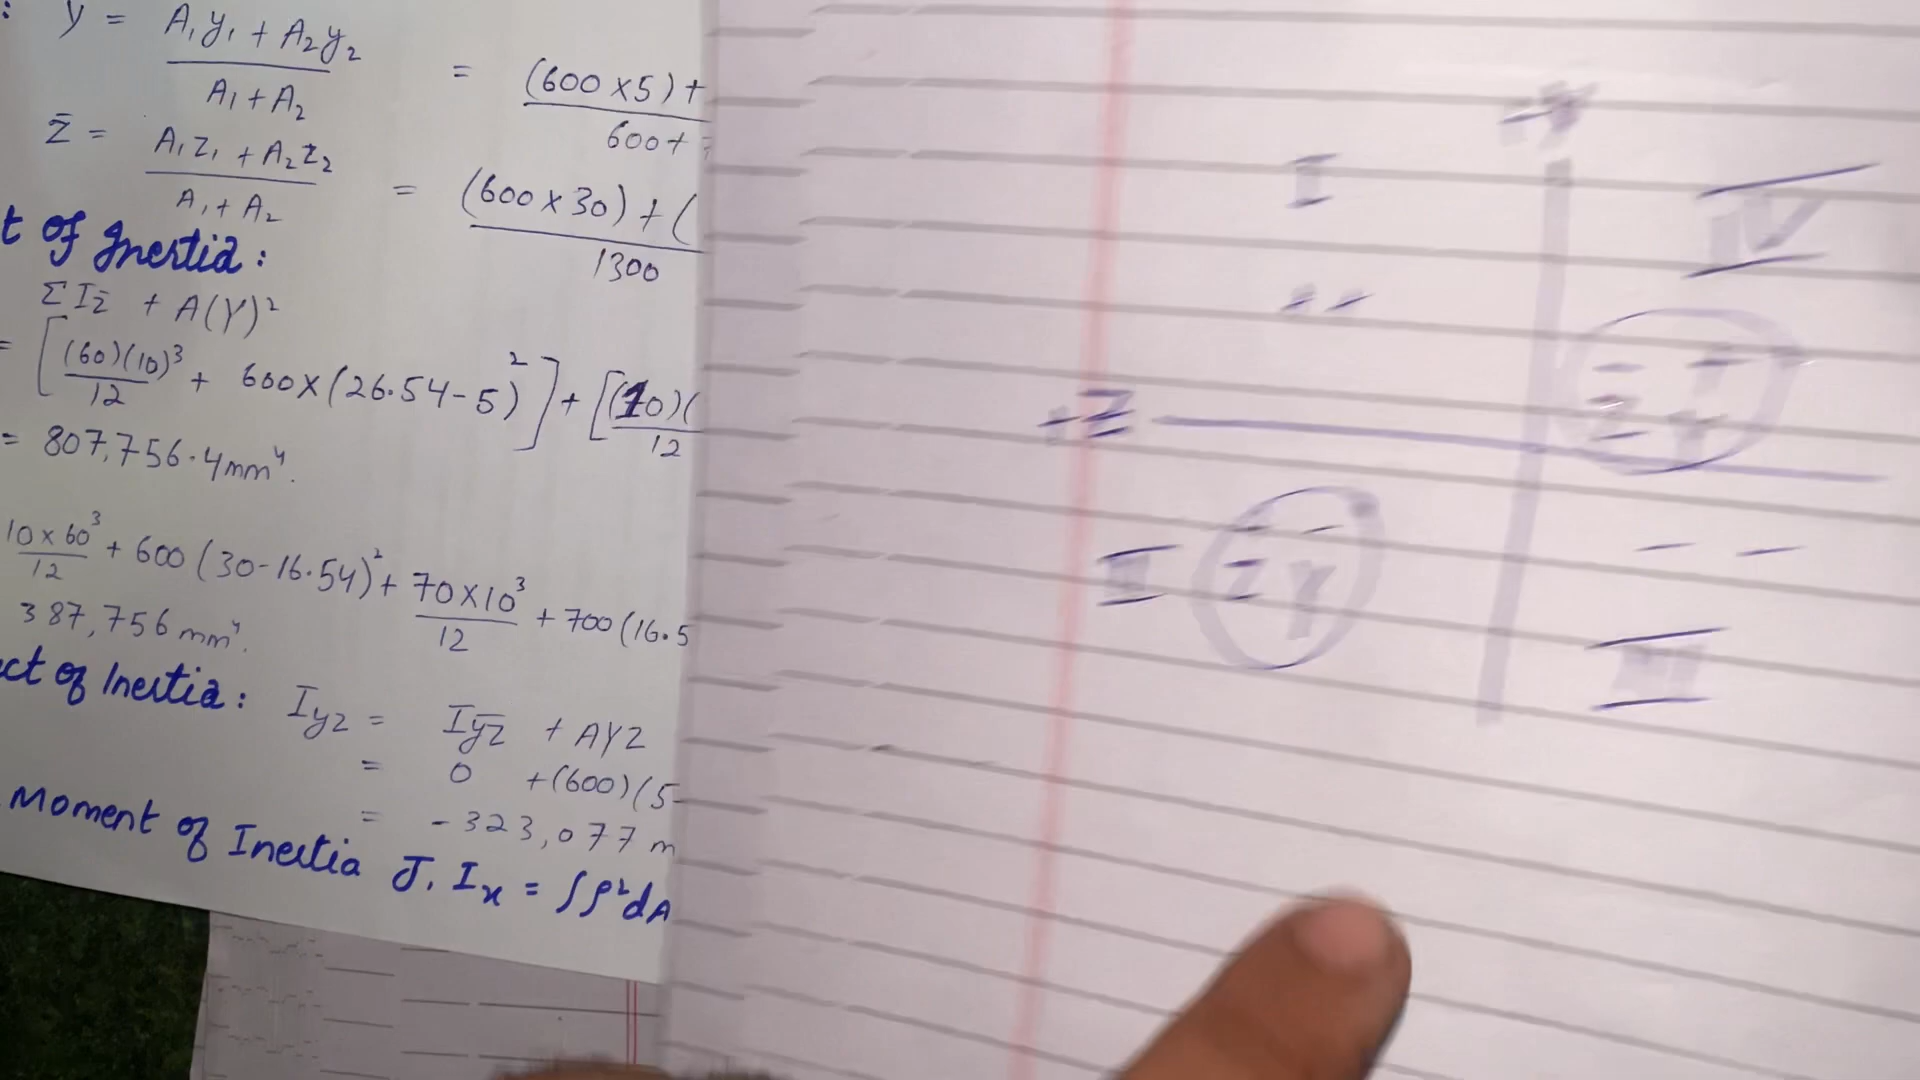 : y = A₁y₁ + A₂y₂ / A₁ + A₂ = (600 x 5) + / 600 +
z̄ = A₁z₁ + A₂z₂ / A₁ + A₂ = (600 x 30) + ( / 1300
t of Inertia :
ΣIz̄ + A(Y)²
= [(60)(10)³ / 12 + 600 x (26.54 - 5)²] + [(10)( / 12
= 807,756.4 mm⁴.
10 x 60³ / 12 + 600 (30 - 16.54)² + 70 x 10³ / 12 + 700 (16.5
387,756 mm⁴.
ct of Inertia : Iyz = Iȳz̄ + AYZ
= 0 + (600)(5-
= - 323,077 m
Moment of Inertia J, Ix = ∫ρ²dA
I IV
- -
- -
+Z Z Y
- -
II Z Y - -
III